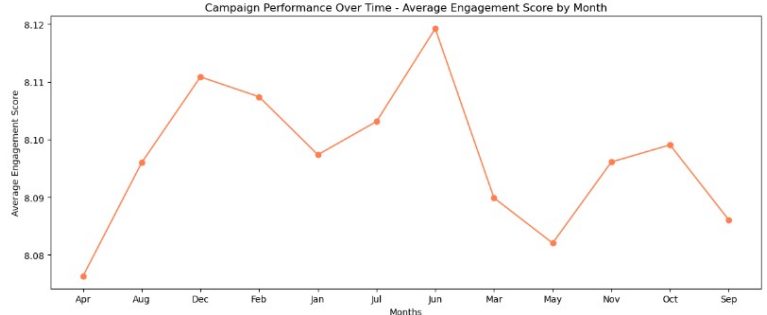 Campaign Performance Over Time - Average Engagement Score by Month
Average Engagement Score
8.12
8.11
8.10
8.09
8.08
Apr Aug Dec Feb Jan Jul Jun Mar May Nov Oct Sep
Months